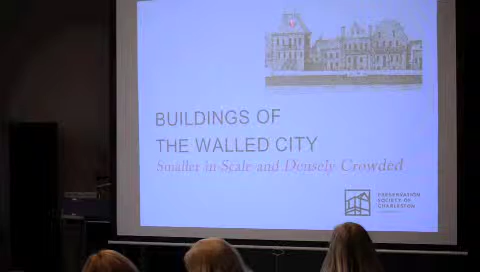 BUILDINGS OF
THE WALLED CITY
Smaller in Scale and Densely Crowded
PRESERVATION
SOCIETY OF
CHARLESTON